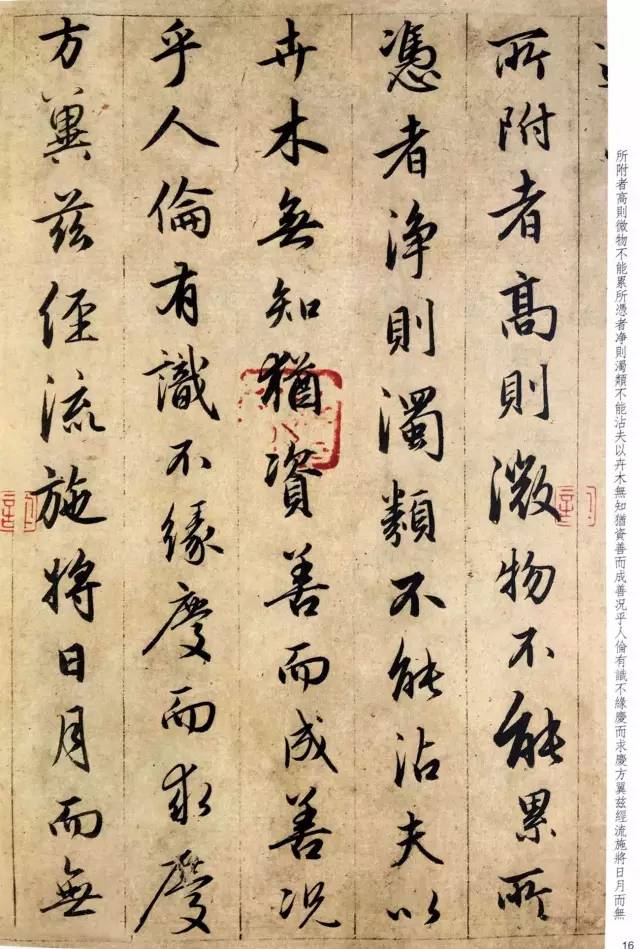 所附者高則微物不能累所
憑者淨則濁類不能沾夫以
卉木無知猶資善而成善況
乎人倫有識不緣慶而求慶
方冀茲經流施將日月而無
所附者高則微物不能累所憑者净則濁類不能沾夫以卉木無知猶資善而成善况乎人倫有識不緣慶而求慶方翼兹經流施將日月而無
16